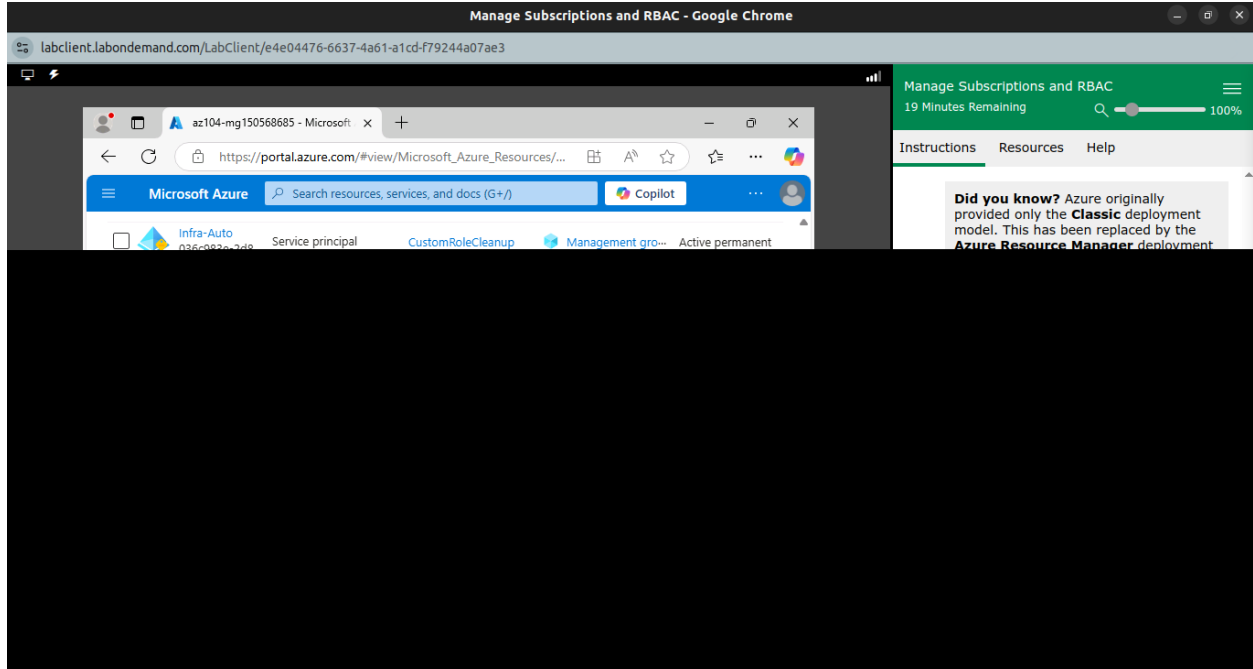 Manage Subscriptions and RBAC - Google Chrome
labclient.labondemand.com/LabClient/e4e04476-6637-4a61-a1cd-f79244a07ae3
Manage Subscriptions and RBAC
19 Minutes Remaining
100%
az104-mg150568685 - Microsoft
https://portal.azure.com/#view/Microsoft_Azure_Resources/...
Instructions Resources Help
Microsoft Azure
Search resources, services, and docs (G+/)
Copilot
Infra-Auto
Service principal
CustomRoleCleanup
Management gro...
Active permanent
Did you know? Azure originally
provided only the Classic deployment
model. This has been replaced by the
Azure Resource Manager deployment